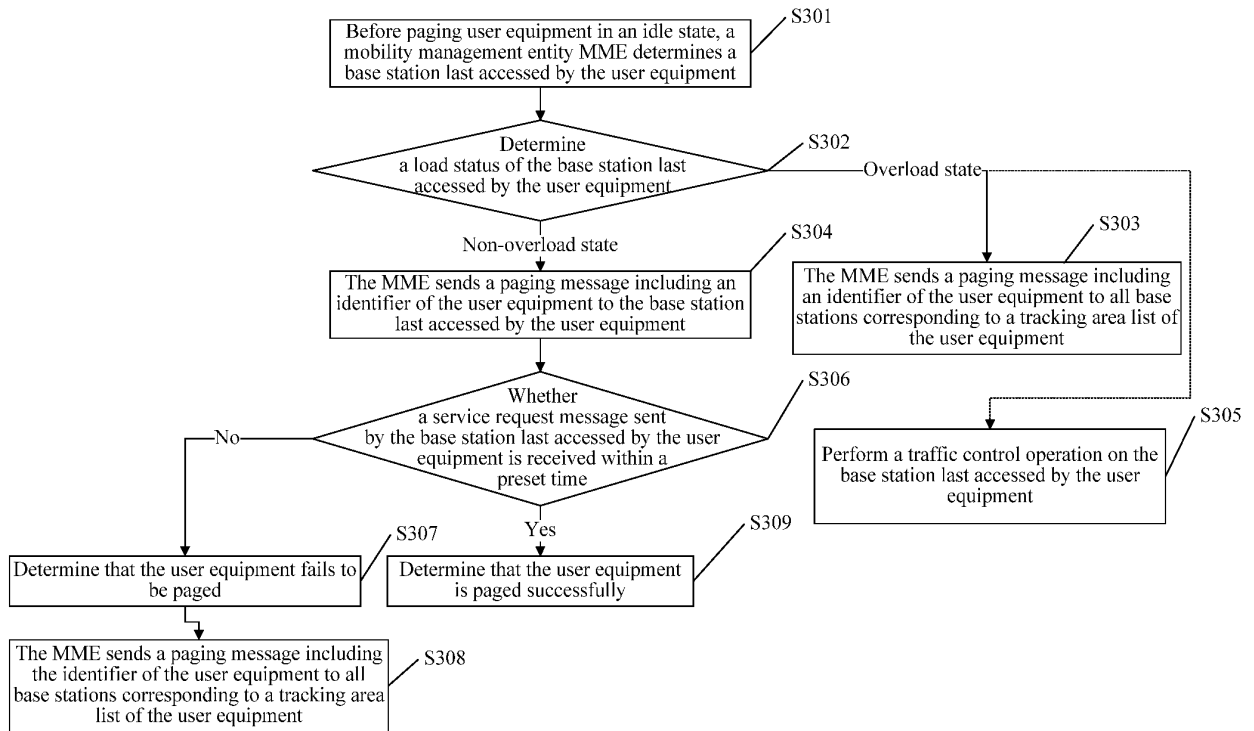 S301
Before paging user equipment in an idle state, a
mobility management entity MME determines a
base station last accessed by the user equipment
Determine
a load status of the base station last
accessed by the user equipment
S302
Overload state
Non-overload state
S304
The MME sends a paging message including an
identifier of the user equipment to the base station
last accessed by the user equipment
S303
The MME sends a paging message including
an identifier of the user equipment to all base
stations corresponding to a tracking area list of
the user equipment
Whether
a service request message sent
by the base station last accessed by the user
equipment is received within a
preset time
S306
No
Yes
S305
Perform a traffic control operation on the
base station last accessed by the user
equipment
S307
Determine that the user equipment fails to
be paged
S309
Determine that the user equipment
is paged successfully
The MME sends a paging message including
the identifier of the user equipment to all
base stations corresponding to a tracking area
list of the user equipment
S308